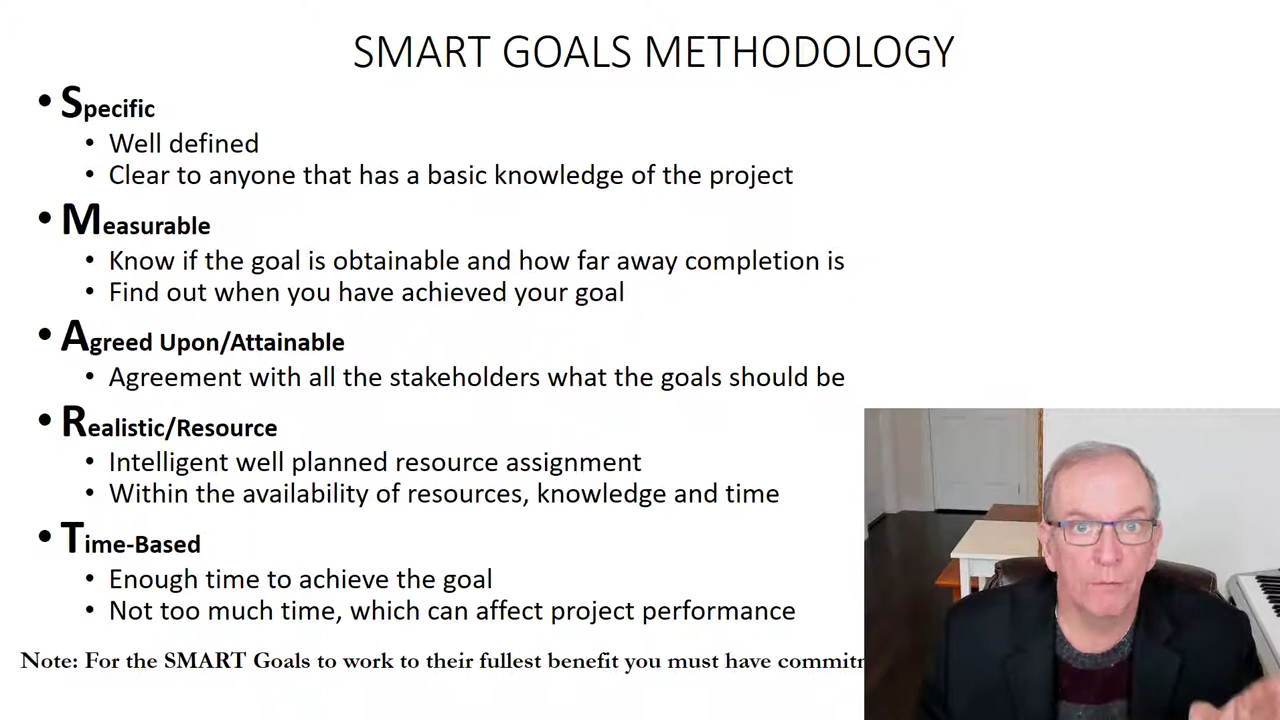 SMART GOALS METHODOLOGY
• Specific
• Well defined
• Clear to anyone that has a basic knowledge of the project
• Measurable
• Know if the goal is obtainable and how far away completion is
• Find out when you have achieved your goal
• Agreed Upon/Attainable
• Agreement with all the stakeholders what the goals should be
• Realistic/Resource
• Intelligent well planned resource assignment
• Within the availability of resources, knowledge and time
• Time-Based
• Enough time to achieve the goal
• Not too much time, which can affect project performance
Note: For the SMART Goals to work to their fullest benefit you must have